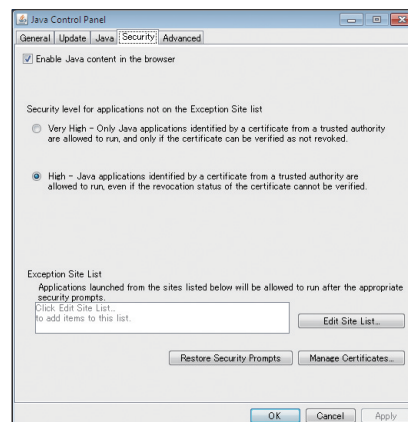 Java Control Panel
General Update Java Security Advanced
Enable Java content in the browser
Security level for applications not on the Exception Site list
Very High - Only Java applications identified by a certificate from a trusted authority
are allowed to run, and only if the certificate can be verified as not revoked.
High - Java applications identified by a certificate from a trusted authority are
allowed to run, even if the revocation status of the certificate cannot be verified.
Exception Site List
Applications launched from the sites listed below will be allowed to run after the appropriate
security prompts.
Click Edit Site List...
to add items to this list.
Edit Site List...
Restore Security Prompts Manage Certificates...
OK Cancel Apply